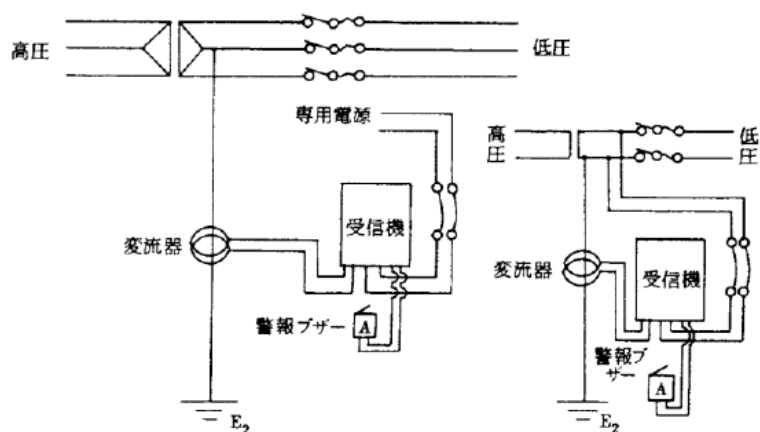 高圧
低圧
専用電源
受信機
変流器
警報ブザー
A
E₂
高
圧
低
圧
変流器
受信機
警報ブ
ザー
A
E₂